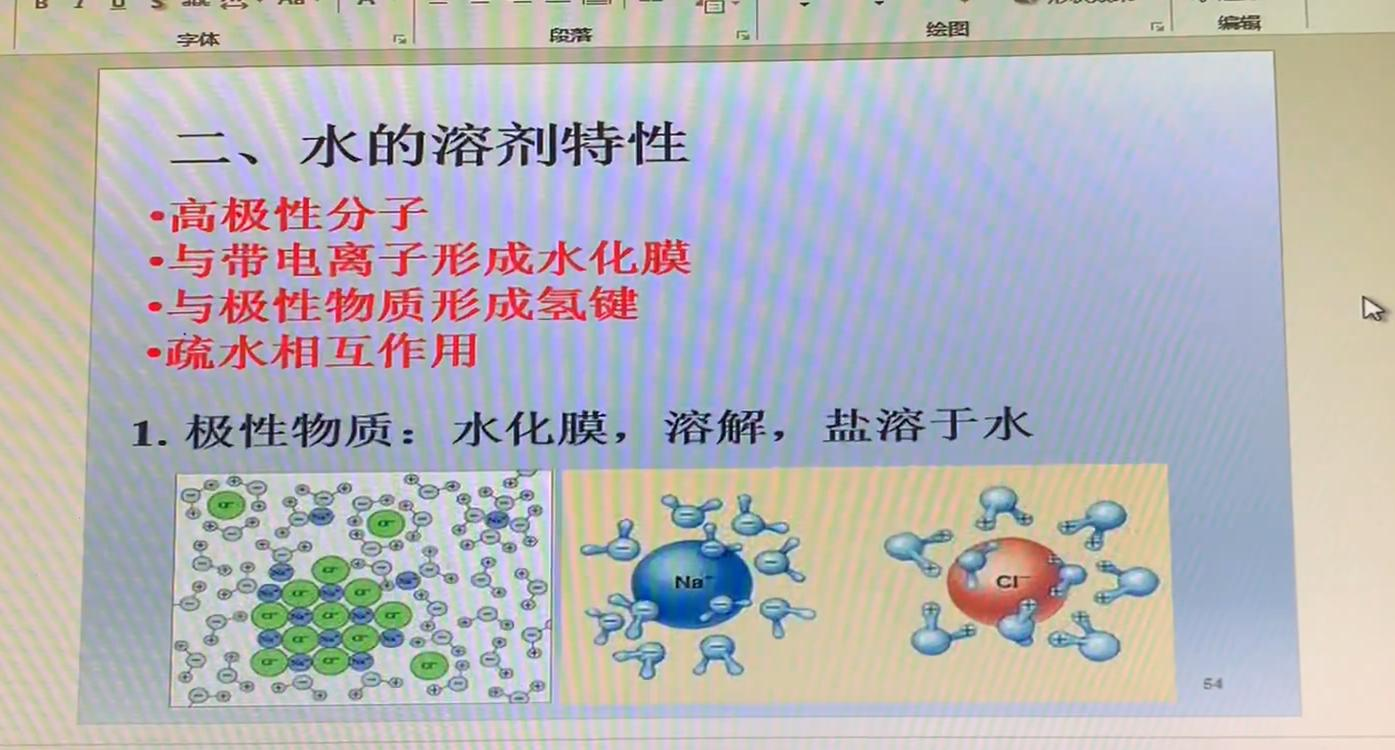 B I U S abc Aa A
字体
段落
绘图
编辑
二、水的溶剂特性
•高极性分子
•与带电离子形成水化膜
•与极性物质形成氢键
•疏水相互作用
1. 极性物质：水化膜，溶解，盐溶于水
Na⁺
Cl⁻
54